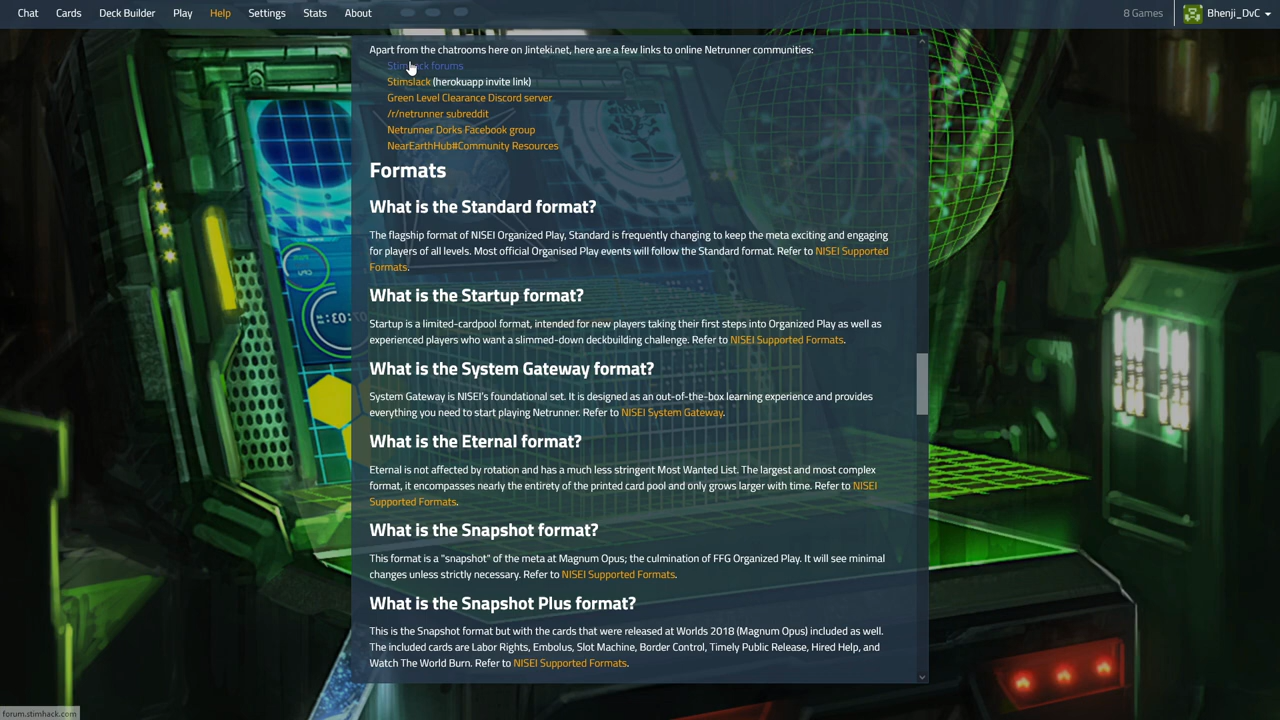 Chat Cards Deck Builder Play Help Settings Stats About 8 Games Bhenji_DvC
Apart from the chatrooms here on Jinteki.net, here are a few links to online Netrunner communities:
Stimhack forums
Stimslack (herokuapp invite link)
Green Level Clearance Discord server
/r/netrunner subreddit
Netrunner Dorks Facebook group
NearEarthHub#Community Resources
Formats
What is the Standard format?
The flagship format of NISEI Organized Play, Standard is frequently changing to keep the meta exciting and engaging
for players of all levels. Most official Organised Play events will follow the Standard format. Refer to NISEI Supported
Formats.
What is the Startup format?
Startup is a limited-cardpool format, intended for new players taking their first steps into Organized Play as well as
experienced players who want a slimmed-down deckbuilding challenge. Refer to NISEI Supported Formats.
What is the System Gateway format?
System Gateway is NISEI's foundational set. It is designed as an out-of-the-box learning experience and provides
everything you need to start playing Netrunner. Refer to NISEI System Gateway.
What is the Eternal format?
Eternal is not affected by rotation and has a much less stringent Most Wanted List. The largest and most complex
format, it encompasses nearly the entirety of the printed card pool and only grows larger with time. Refer to NISEI
Supported Formats.
What is the Snapshot format?
This format is a "snapshot" of the meta at Magnum Opus; the culmination of FFG Organized Play. It will see minimal
changes unless strictly necessary. Refer to NISEI Supported Formats.
What is the Snapshot Plus format?
This is the Snapshot format but with the cards that were released at Worlds 2018 (Magnum Opus) included as well.
The included cards are Labor Rights, Embolus, Slot Machine, Border Control, Timely Public Release, Hired Help, and
Watch The World Burn. Refer to NISEI Supported Formats.
forum.stimhack.com